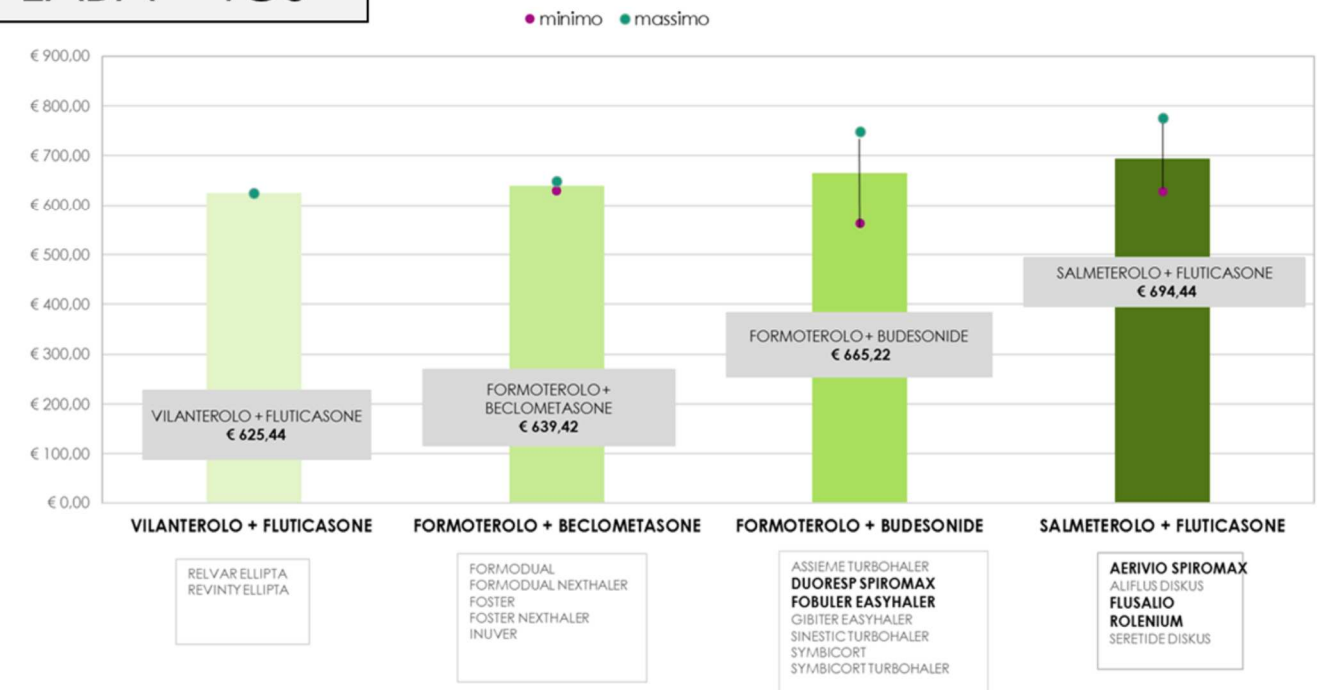 minimo massimo
€ 900,00
€ 800,00
€ 700,00
€ 600,00
€ 500,00
€ 400,00
€ 300,00
€ 200,00
€ 100,00
€ 0,00
VILANTEROLO + FLUTICASONE
€ 625,44
FORMOTEROLO +
BECLOMETASONE
€ 639,42
FORMOTEROLO + BUDESONIDE
€ 665,22
SALMETEROLO + FLUTICASONE
€ 694,44
VILANTEROLO + FLUTICASONE
FORMOTEROLO + BECLOMETASONE
FORMOTEROLO + BUDESONIDE
SALMETEROLO + FLUTICASONE
RELVAR ELLIPTA
REVINTY ELLIPTA
FORMODUAL
FORMODUAL NEXTHALER
FOSTER
FOSTER NEXTHALER
INUVER
ASSIEME TURBOHALER
DUORESP SPIROMAX
FOBULER EASYHALER
GIBITER EASYHALER
SINESTIC TURBOHALER
SYMBICORT
SYMBICORT TURBOHALER
AERIVIO SPIROMAX
ALIFLUS DISKUS
FLUSALIO
ROLENIUM
SERETIDE DISKUS